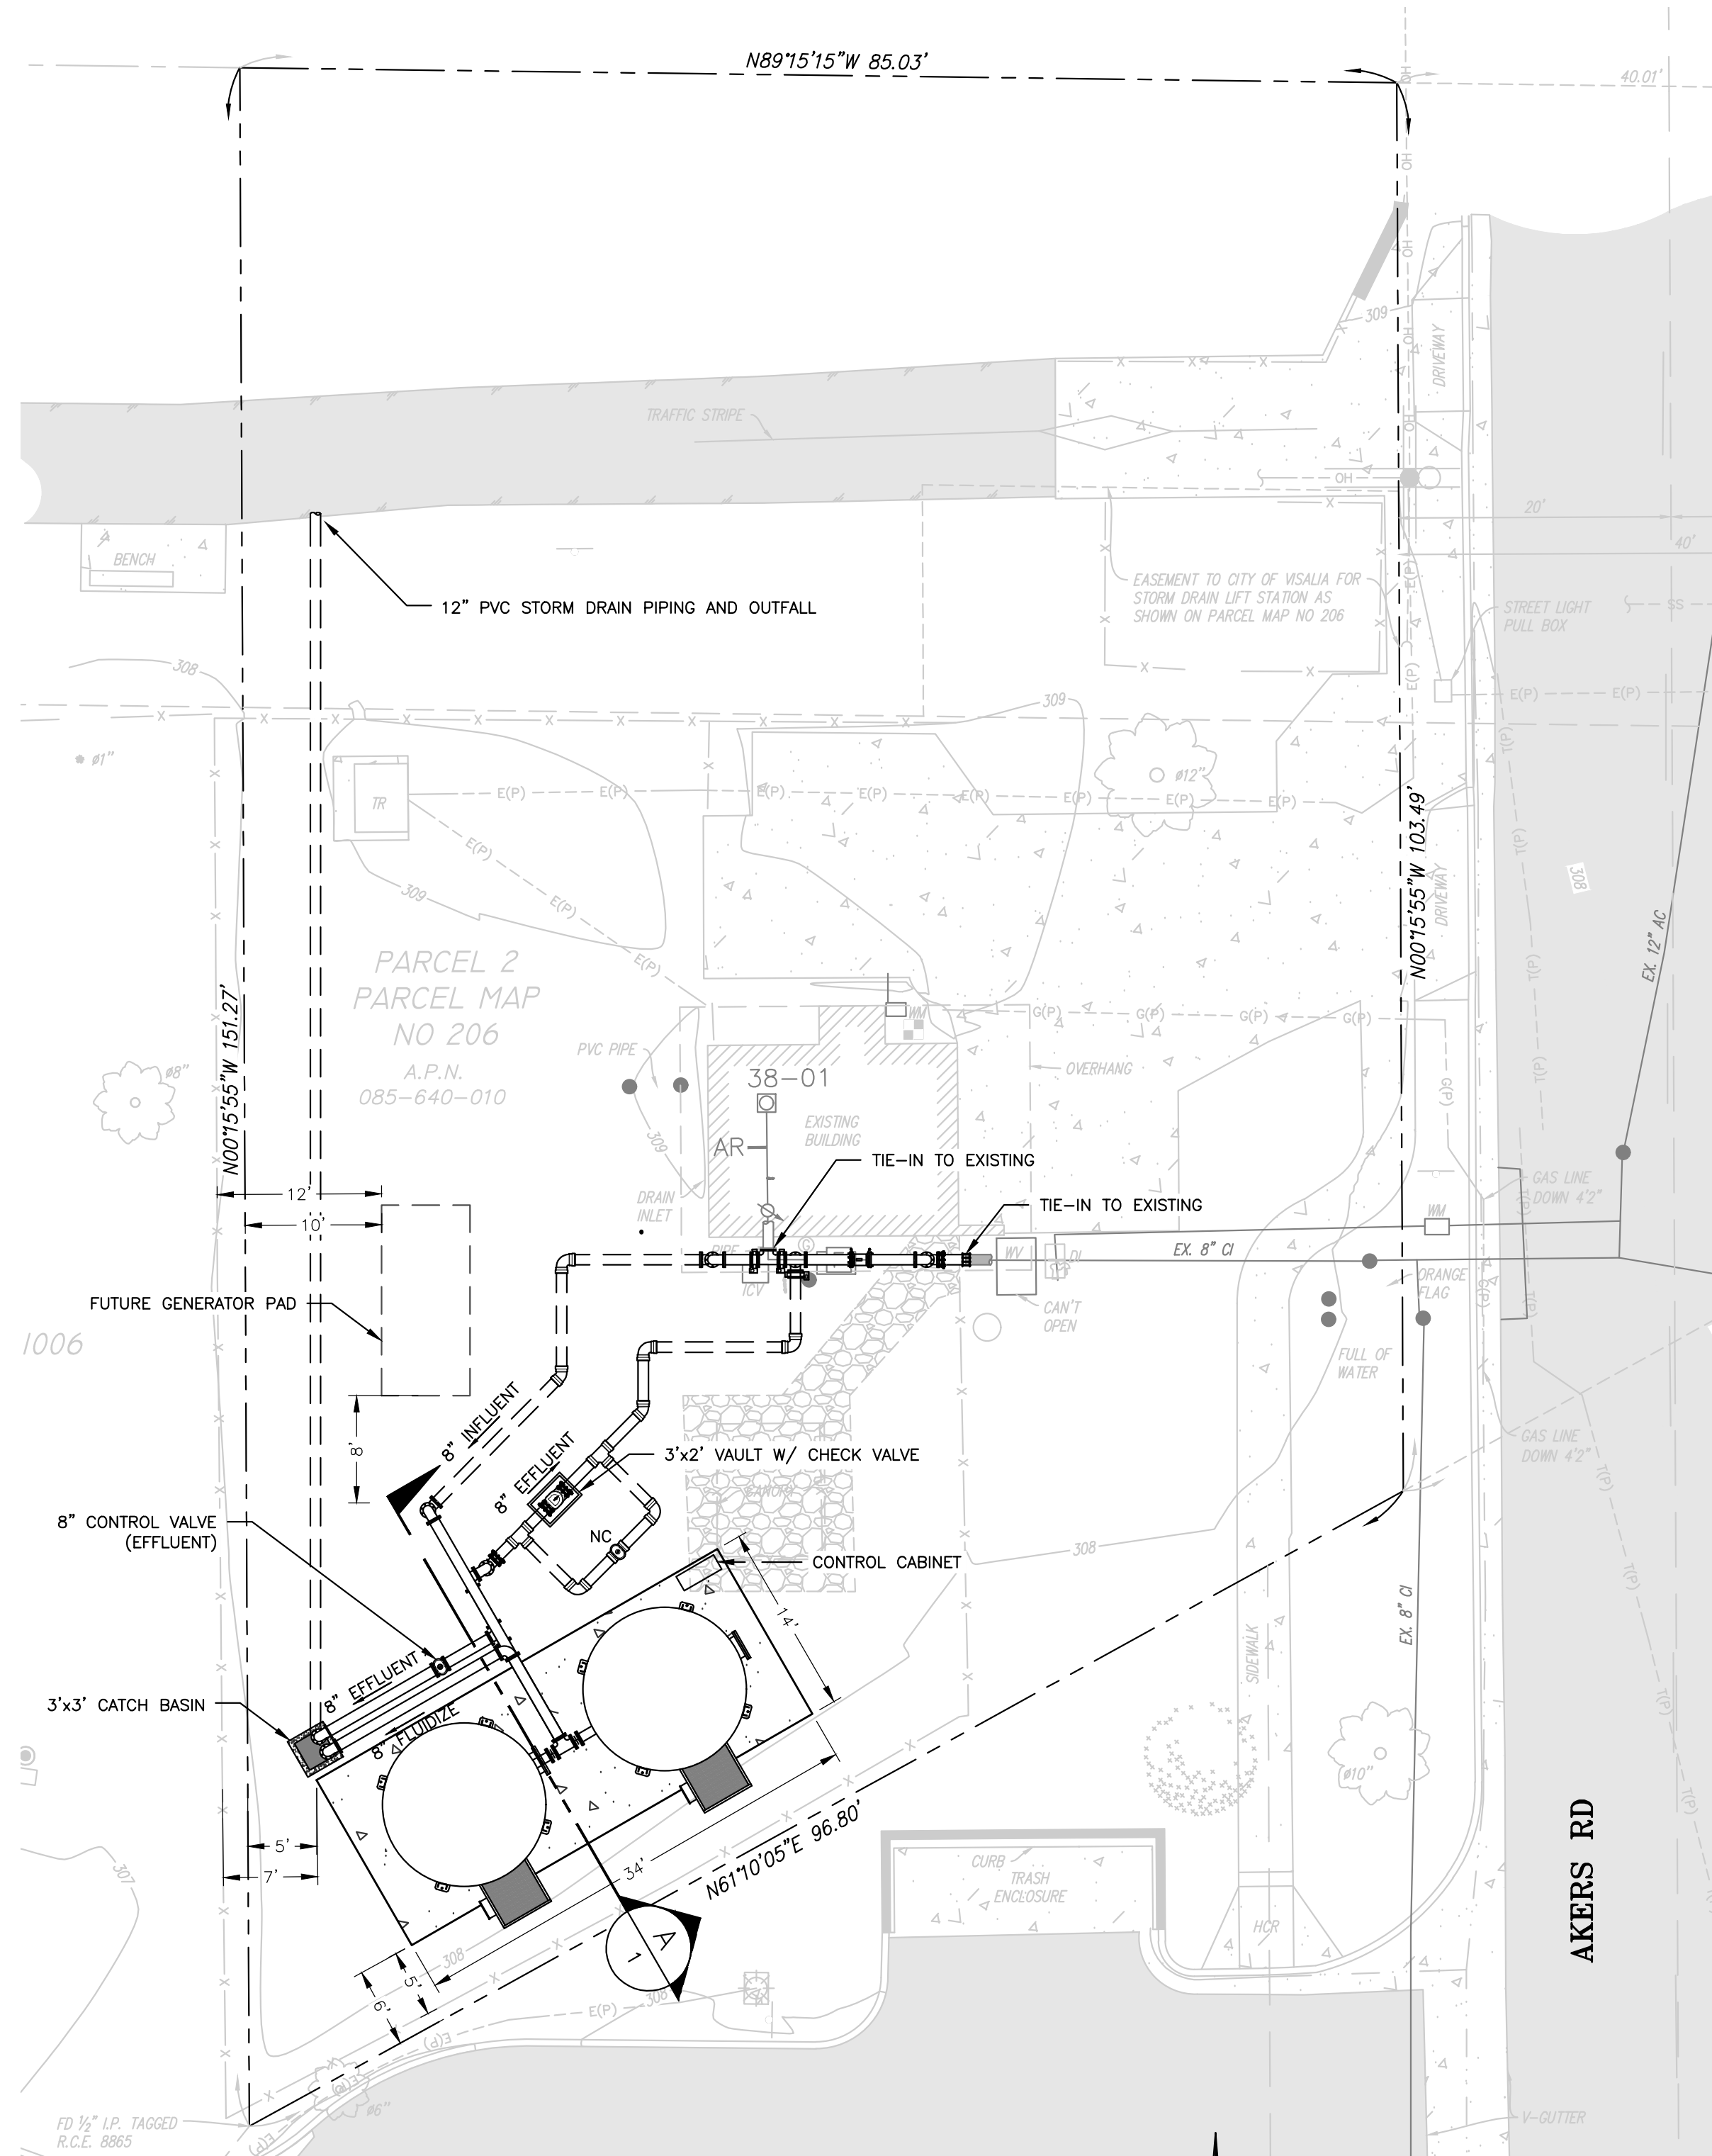 N89°15'15"W 85.03'
40.01'
OH
OH
OH
309
OH
DRIVEWAY
TRAFFIC STRIPE
OH
OH
20'
BENCH
40'
E(P)
EASEMENT TO CITY OF VISALIA FOR
STORM DRAIN LIFT STATION AS
SHOWN ON PARCEL MAP NO 206
12" PVC STORM DRAIN PIPING AND OUTFALL
STREET LIGHT
PULL BOX
SS
308
E(P)
E(P)
E(P)
309
T(P)
ø1"
ø12"
TR
E(P)
E(P)
E(P)
E(P)
E(P)
E(P)
E(P)
E(P)
N00°15'55"W 103.49'
T(P)
E(P)
308
309
E(P)
DRIVEWAY
EX. 12" AC
PARCEL 2
PARCEL MAP
NO 206
A.P.N.
085-640-010
E(P)
T(P)
N00°15'55"W 151.27'
WM
G(P)
G(P)
G(P)
G(P)
PVC PIPE
OVERHANG
ø8"
38-01
T(P)
G(P)
EXISTING
BUILDING
309
AR
TIE-IN TO EXISTING
GAS LINE
DOWN 4'2"
12'
DRAIN
INLET
TIE-IN TO EXISTING
T(P)
WM
10'
PIPE
G
WV
DI
EX. 8" CI
ICV
ORANGE
FLAG
G(P)
T(P)
FUTURE GENERATOR PAD
CAN'T
OPEN
1006
FULL OF
WATER
8" INFLUENT
8'
8" EFFLUENT
3'x2' VAULT W/ CHECK VALVE
GAS LINE
DOWN 4'2"
T(P)
CANOPY
8" CONTROL VALVE
(EFFLUENT)
NC
308
CONTROL CABINET
T(P)
14'
EX. 8" CI
SIDEWALK
8" EFFLUENT
3'x3' CATCH BASIN
8" FLUIDIZE
T(P)
ø10"
5'
N61°10'05"E 96.80'
7'
34'
307
CURB
TRASH
ENCLOSURE
AKERS RD
HCR
A
1
308
5'
6'
308
E(P)
E(P)
E(P)
ø6"
FD ½" I.P. TAGGED
R.C.E. 8865
E(P)
V-GUTTER